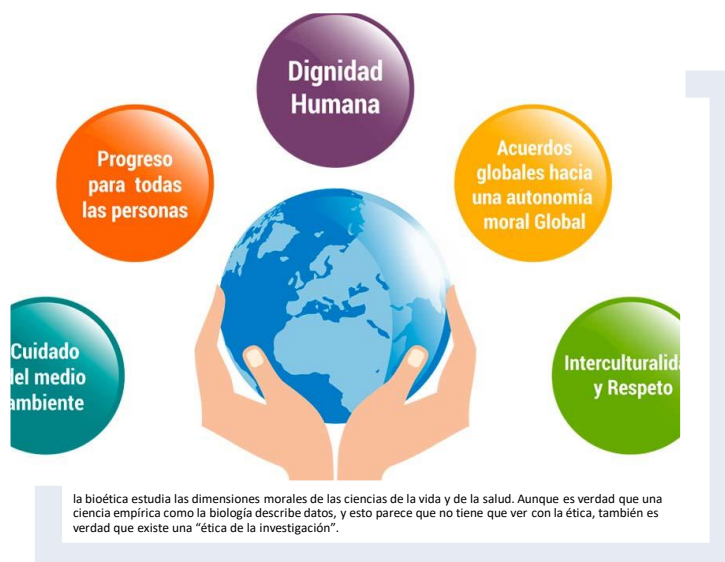 Dignidad
Humana
Progreso
para todas
las personas
Acuerdos
globales hacia
una autonomía
moral Global
Cuidado
del medio
ambiente
Interculturalida
y Respeto
la bioética estudia las dimensiones morales de las ciencias de la vida y de la salud. Aunque es verdad que una
ciencia empírica como la biología describe datos, y esto parece que no tiene que ver con la ética, también es
verdad que existe una “ética de la investigación”.